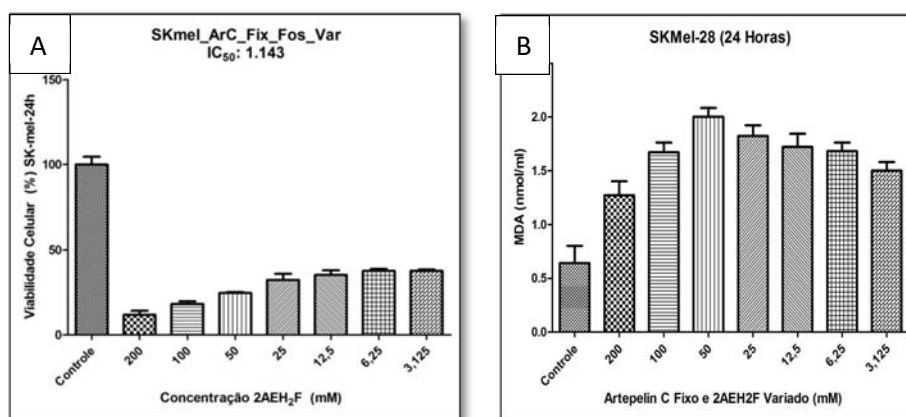 A
SKmel_ArC_Fix_Fos_Var
IC₅₀: 1.143
Viabilidade Celular (%) SK-mel-24h
150
100
50
0
Controle
200
100
50
25
12,5
6,25
3,125
Concentração 2AEH₂F (mM)
B
SKMel-28 (24 Horas)
MDA (nmol/ml)
2.0
1.5
1.0
0.5
0.0
Controle
200
100
50
25
12,5
6,25
3,125
Artepelin C Fixo e 2AEH2F Variado (mM)